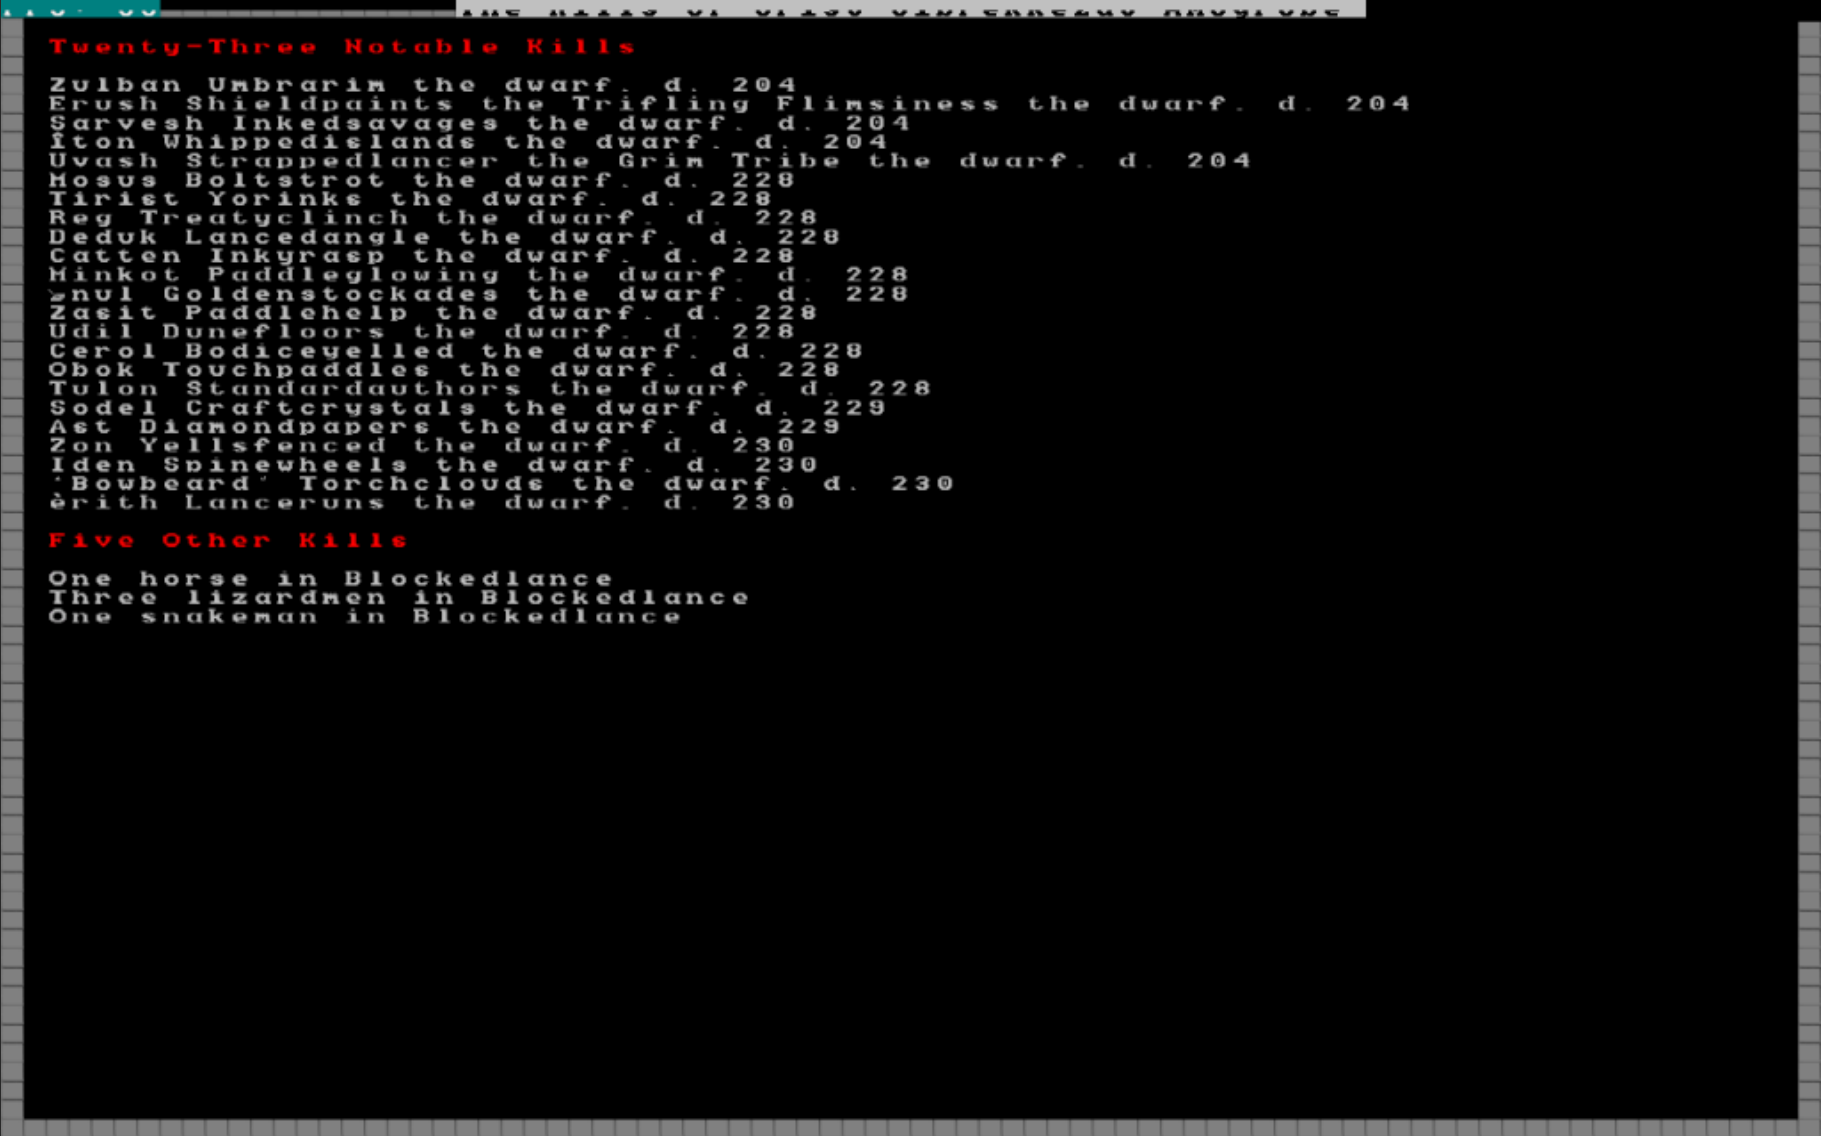 The Kills of
Twenty-Three Notable Kills
Zulban Umbrarim the dwarf. d. 204
Erush Shieldpaints the Trifling Flimsiness the dwarf. d. 204
Sarvesh Inkedsavages the dwarf. d. 204
Îton Whippedislands the dwarf. d. 204
Uvash Strappedlancer the Grim Tribe the dwarf. d. 204
Mosus Boltstrot the dwarf. d. 228
Tirist Yorinks the dwarf. d. 228
Reg Treatyclinch the dwarf. d. 228
Deduk Lancedangle the dwarf. d. 228
Catten Inkyrasp the dwarf. d. 228
Minkot Paddleglowing the dwarf. d. 228
Goldenstockades the dwarf. d. 228
Zasit Paddlehelp the dwarf. d. 228
Udil Dunefloors the dwarf. d. 228
Cerol Bodiceyelled the dwarf. d. 228
Obok Touchpaddles the dwarf. d. 228
Tulon Standardauthors the dwarf. d. 228
Sodel Craftcrystals the dwarf. d. 229
Ast Diamondpapers the dwarf. d. 229
Zon Yellsfenced the dwarf. d. 230
Iden Spinewheels the dwarf. d. 230
'Bowbeard' Torchclouds the dwarf. d. 230
èrith Lanceruns the dwarf. d. 230
Five Other Kills
One horse in Blockedlance
Three lizardmen in Blockedlance
One snakeman in Blockedlance